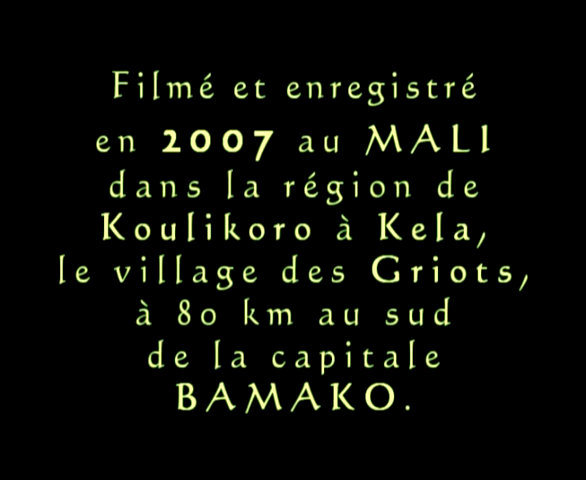 Filmé et enregistré
en 2007 au MALI
dans la région de
Koulikoro à Kela,
le village des Griots,
à 80 km au sud
de la capitale
BAMAKO.